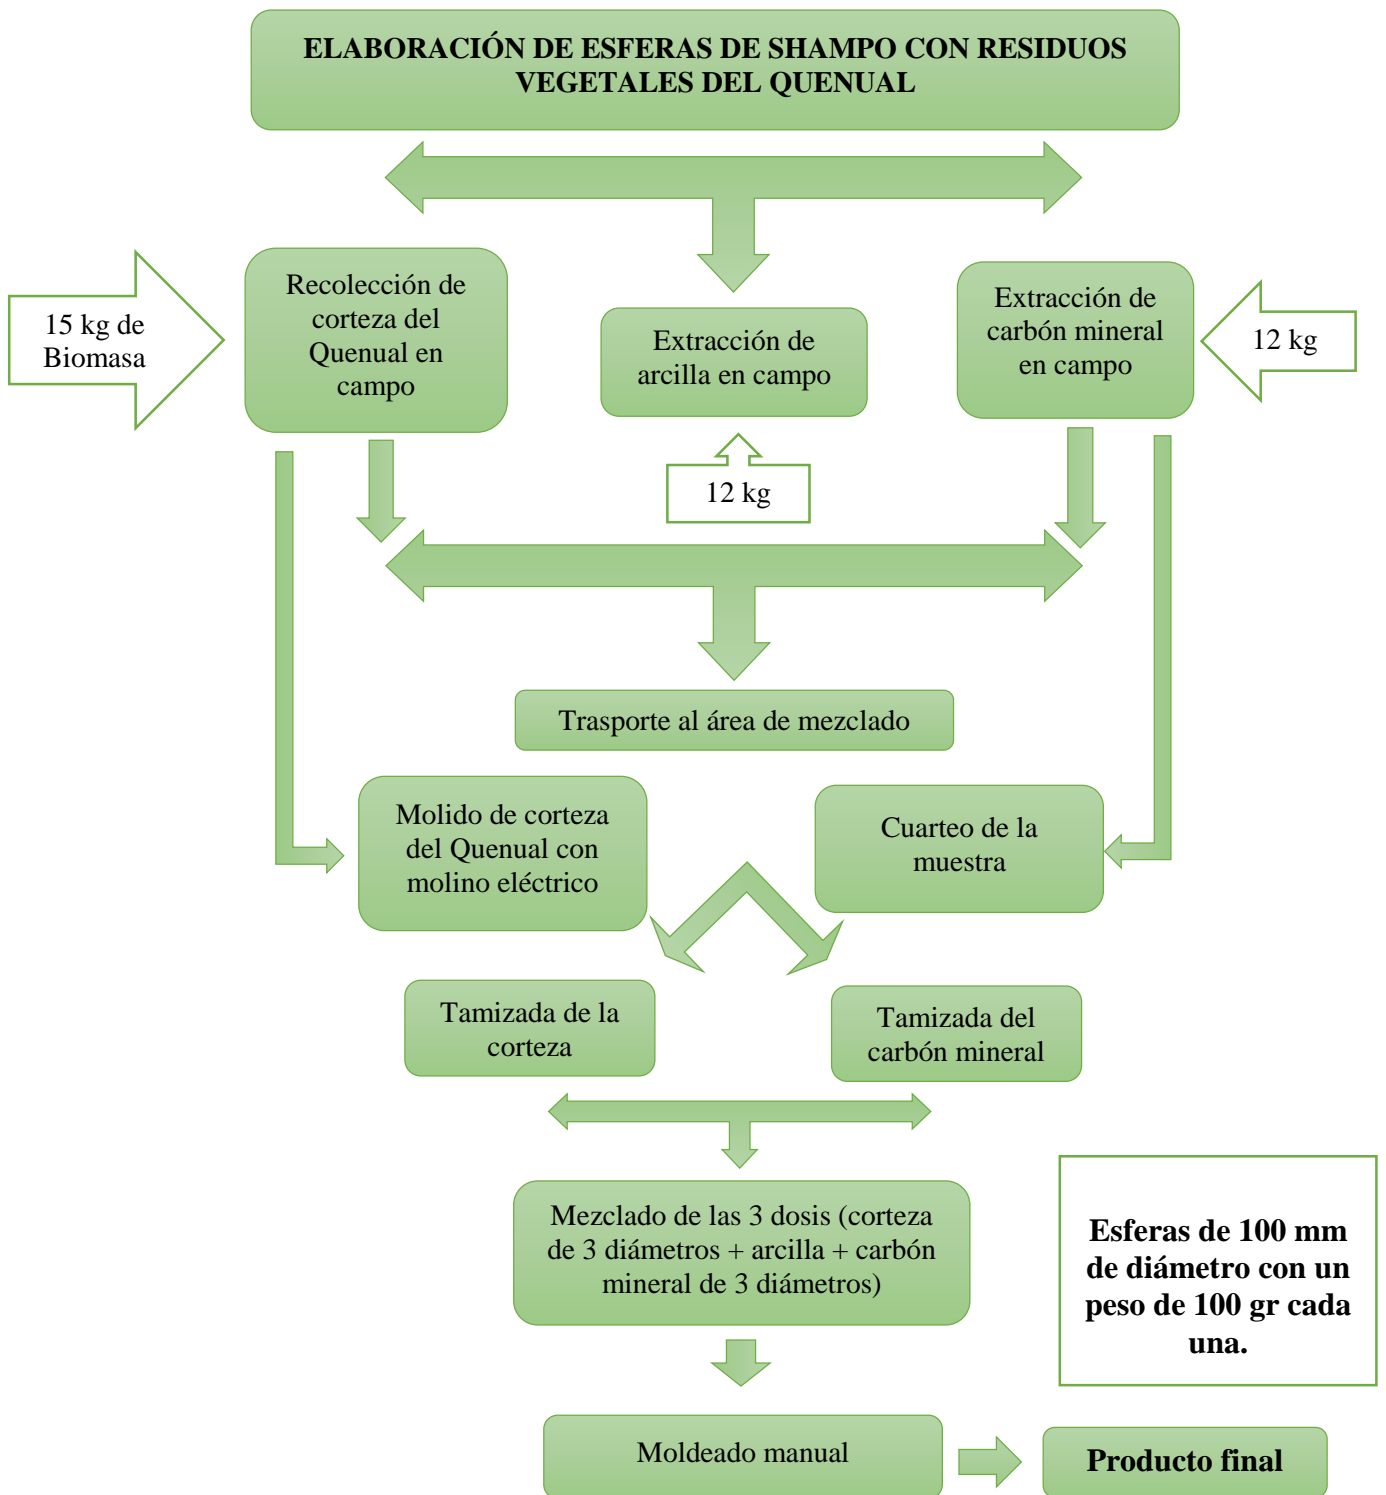 ELABORACIÓN DE ESFERAS DE SHAMPO CON RESIDUOS
VEGETALES DEL QUENUAL
15 kg de
Biomasa
Recolección de
corteza del
Quenual en
campo
Extracción de
arcilla en campo
12 kg
Extracción de
carbón mineral
en campo
12 kg
Trasporte al área de mezclado
Molido de corteza
del Quenual con
molino eléctrico
Cuarteo de la
muestra
Tamizada de la
corteza
Tamizada del
carbón mineral
Mezclado de las 3 dosis (corteza
de 3 diámetros + arcilla + carbón
mineral de 3 diámetros)
Esferas de 100 mm
de diámetro con un
peso de 100 gr cada
una.
Moldeado manual
Producto final